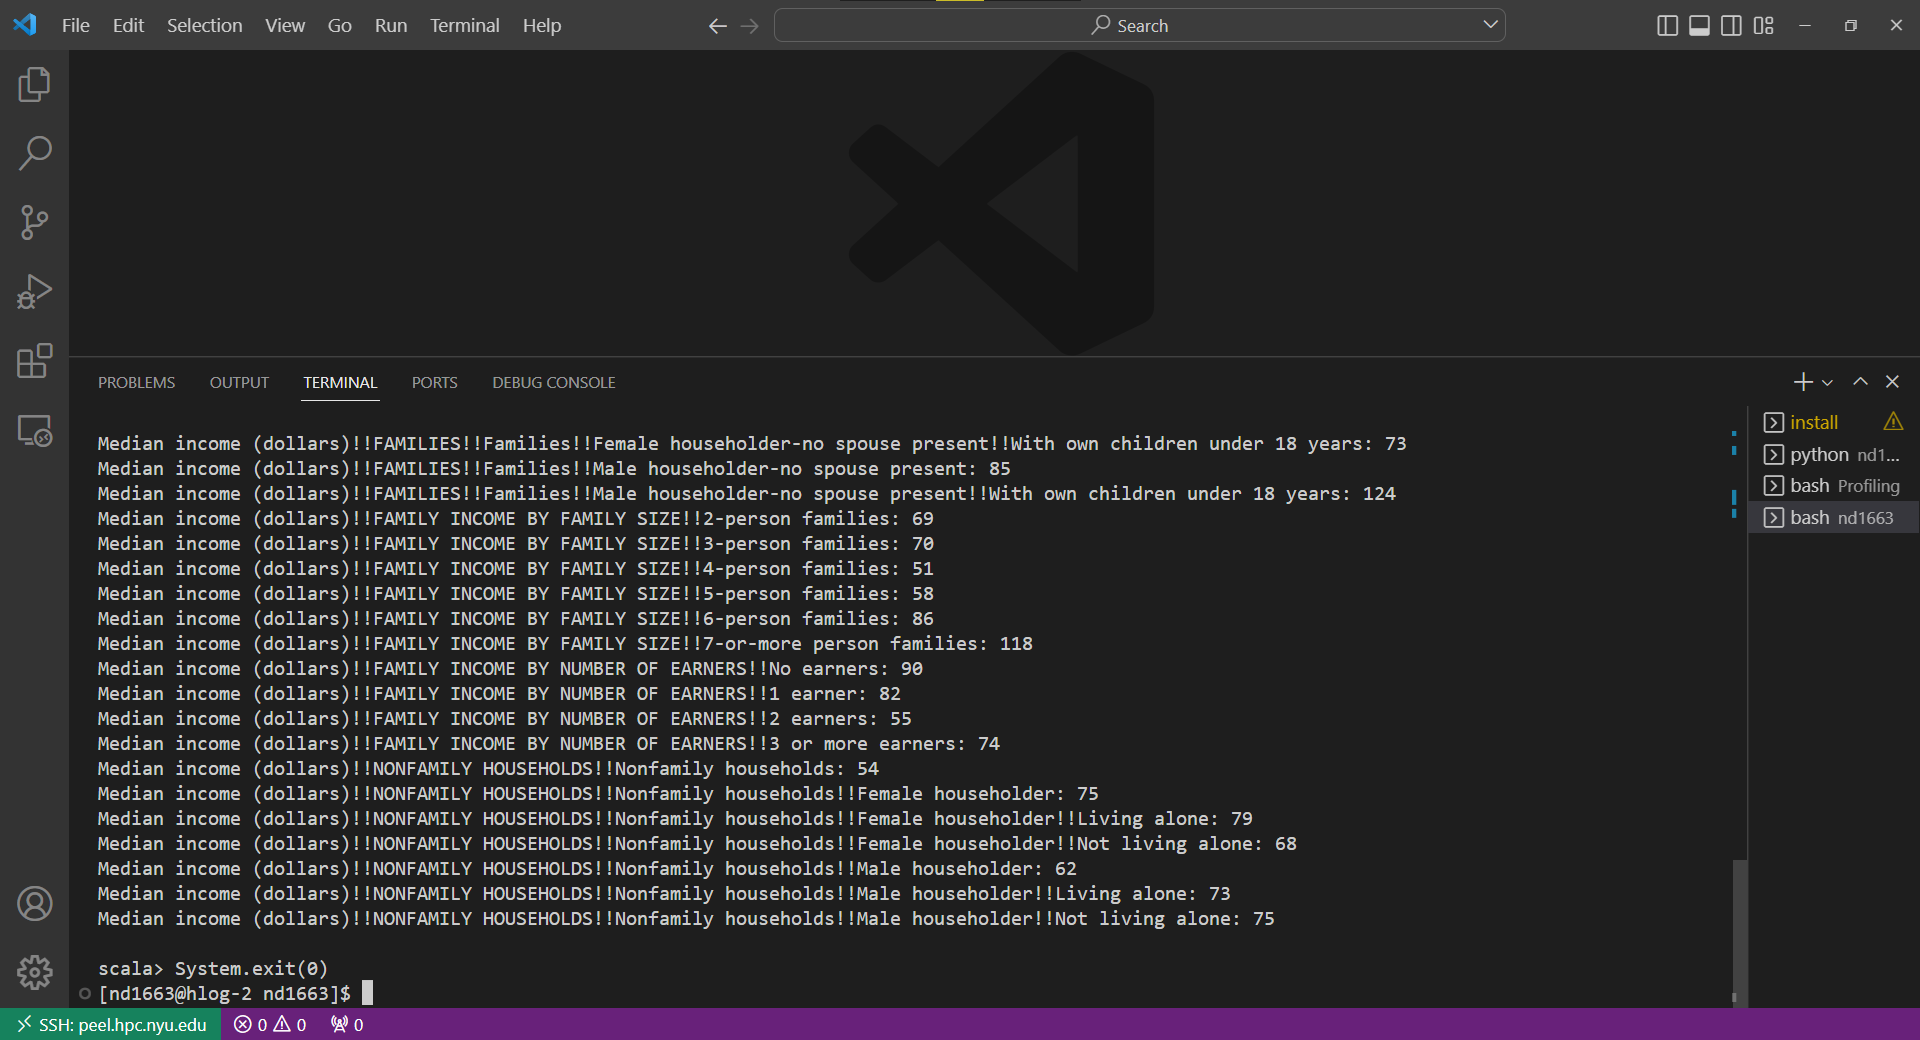 File Edit Selection View Go Run Terminal Help Search
PROBLEMS OUTPUT TERMINAL PORTS DEBUG CONSOLE
Median income (dollars)!!FAMILIES!!Families!!Female householder-no spouse present!!With own children under 18 years: 73
Median income (dollars)!!FAMILIES!!Families!!Male householder-no spouse present: 85
Median income (dollars)!!FAMILIES!!Families!!Male householder-no spouse present!!With own children under 18 years: 124
Median income (dollars)!!FAMILY INCOME BY FAMILY SIZE!!2-person families: 69
Median income (dollars)!!FAMILY INCOME BY FAMILY SIZE!!3-person families: 70
Median income (dollars)!!FAMILY INCOME BY FAMILY SIZE!!4-person families: 51
Median income (dollars)!!FAMILY INCOME BY FAMILY SIZE!!5-person families: 58
Median income (dollars)!!FAMILY INCOME BY FAMILY SIZE!!6-person families: 86
Median income (dollars)!!FAMILY INCOME BY FAMILY SIZE!!7-or-more person families: 118
Median income (dollars)!!FAMILY INCOME BY NUMBER OF EARNERS!!No earners: 90
Median income (dollars)!!FAMILY INCOME BY NUMBER OF EARNERS!!1 earner: 82
Median income (dollars)!!FAMILY INCOME BY NUMBER OF EARNERS!!2 earners: 55
Median income (dollars)!!FAMILY INCOME BY NUMBER OF EARNERS!!3 or more earners: 74
Median income (dollars)!!NONFAMILY HOUSEHOLDS!!Nonfamily households: 54
Median income (dollars)!!NONFAMILY HOUSEHOLDS!!Nonfamily households!!Female householder: 75
Median income (dollars)!!NONFAMILY HOUSEHOLDS!!Nonfamily households!!Female householder!!Living alone: 79
Median income (dollars)!!NONFAMILY HOUSEHOLDS!!Nonfamily households!!Female householder!!Not living alone: 68
Median income (dollars)!!NONFAMILY HOUSEHOLDS!!Nonfamily households!!Male householder: 62
Median income (dollars)!!NONFAMILY HOUSEHOLDS!!Nonfamily households!!Male householder!!Living alone: 73
Median income (dollars)!!NONFAMILY HOUSEHOLDS!!Nonfamily households!!Male householder!!Not living alone: 75
scala> System.exit(0)
[nd1663@hlog-2 nd1663]$
install
python nd1...
bash Profiling
bash nd1663
SSH: peel.hpc.nyu.edu 0 0 0